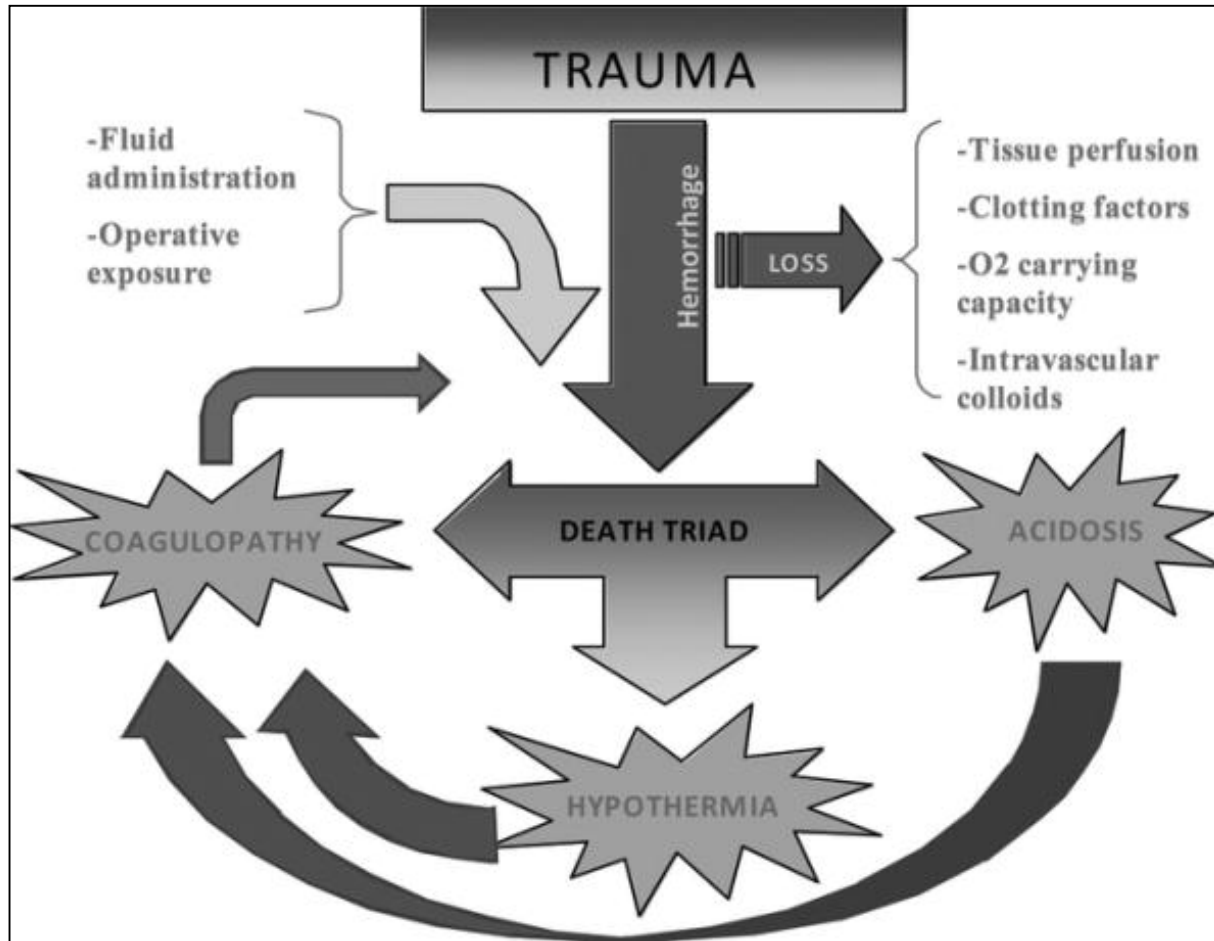 TRAUMA
-Fluid
administration
-Operative
exposure
Hemorrhage
LOSS
-Tissue perfusion
-Clotting factors
-O2 carrying
capacity
-Intravascular
colloids
COAGULOPATHY
DEATH TRIAD
ACIDOSIS
HYPOTHERMIA